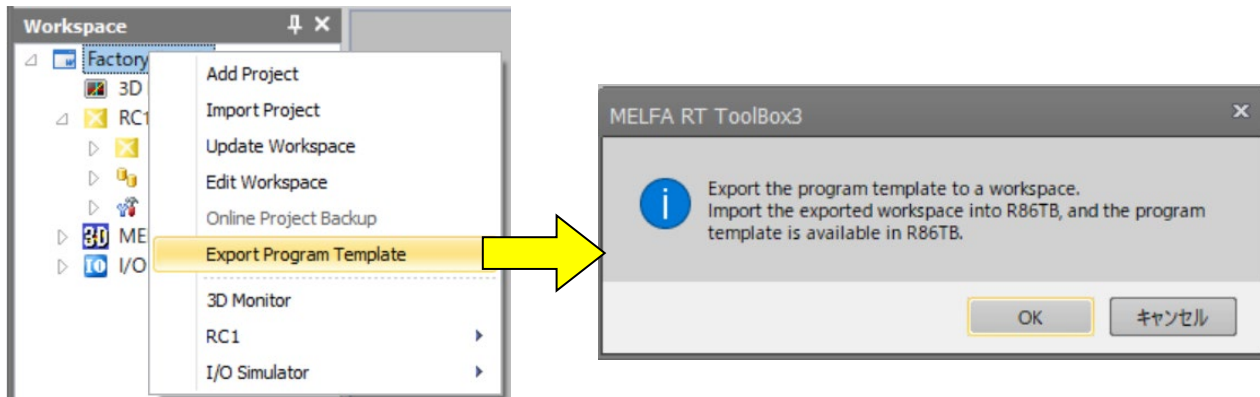 Workspace
Factory
3D
RC1
ME
I/O
Add Project
Import Project
Update Workspace
Edit Workspace
Online Project Backup
Export Program Template
3D Monitor
RC1
I/O Simulator
MELFA RT ToolBox3
Export the program template to a workspace.
Import the exported workspace into R86TB, and the program
template is available in R86TB.
OK
キャンセル